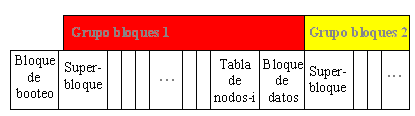 Grupo bloques 1
Grupo bloques 2
Bloque
de
booteo
Super-
bloque
...
Tabla
de
nodos-i
Bloque
de
datos
Super-
bloque
...